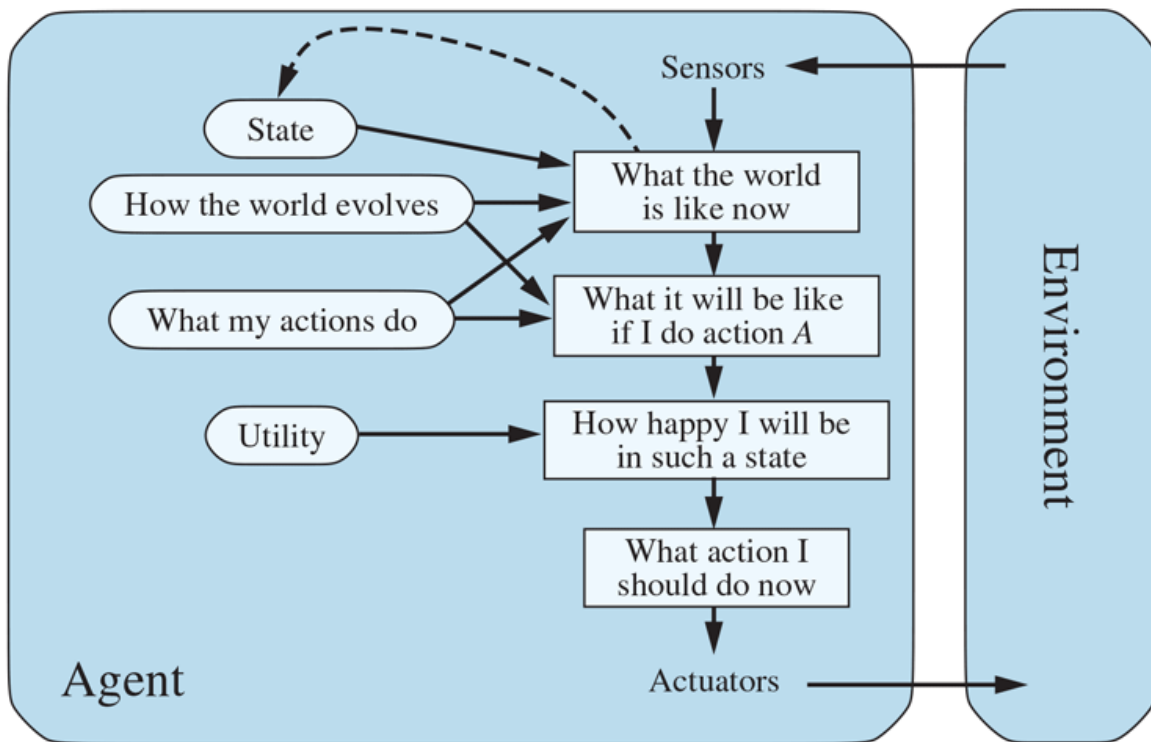 Sensors
State
What the world
is like now
How the world evolves
What it will be like
if I do action A
What my actions do
How happy I will be
in such a state
Utility
What action I
should do now
Actuators
Agent
Environment